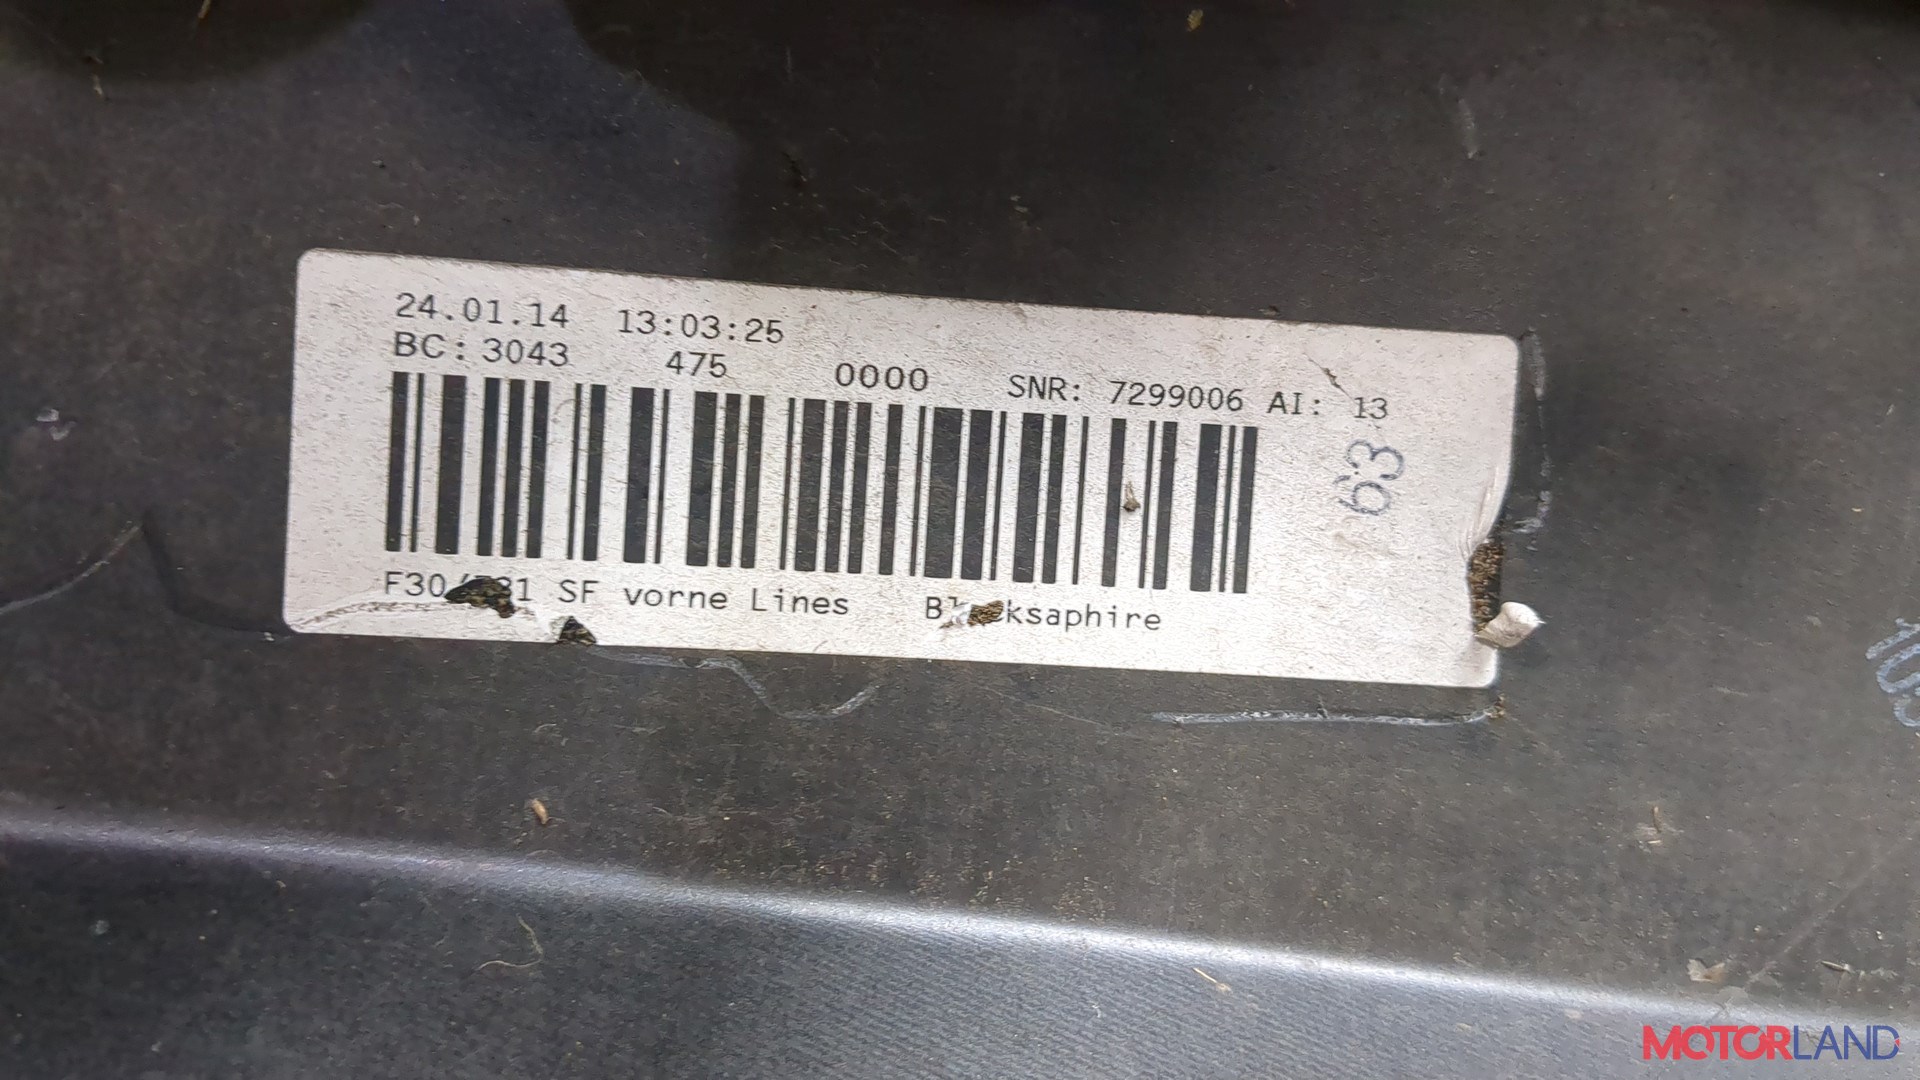 24.01.14 13:03:25
BC: 3043 475 0000 SNR: 7299006 AI: 13
63
SF vorne Lines
MOTORLAND